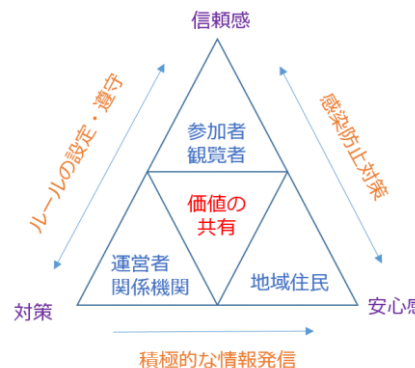 信頼感
ルールの設定・遵守
感染防止対策
参加者
観覧者
価値の
共有
運営者
関係機関
地域住民
対策
安心感
積極的な情報発信